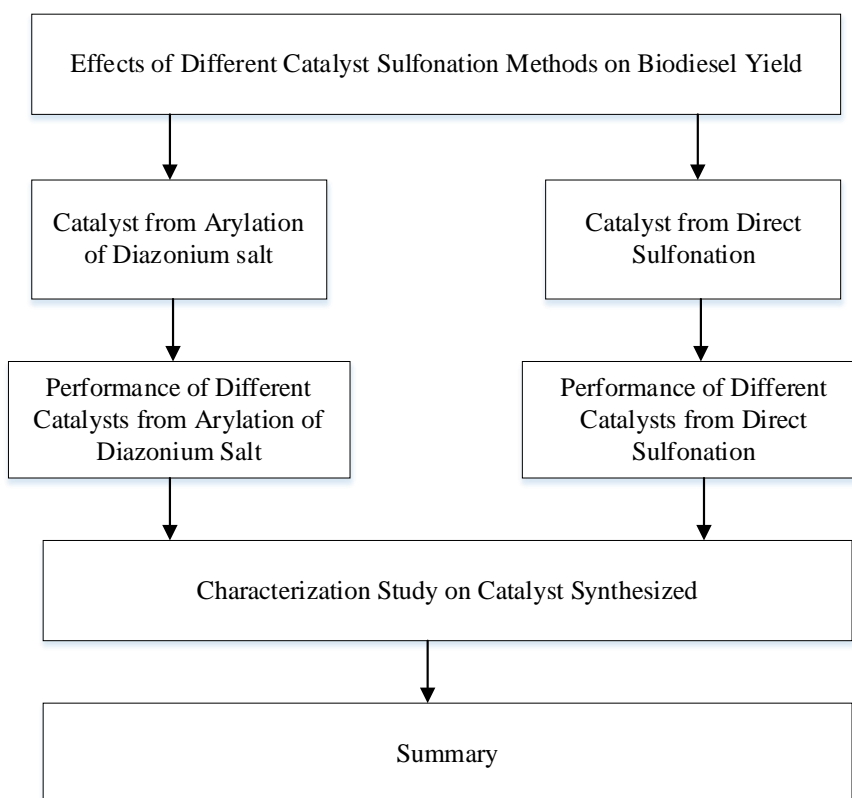 Effects of Different Catalyst Sulfonation Methods on Biodiesel Yield
Catalyst from Arylation
of Diazonium salt
Catalyst from Direct
Sulfonation
Performance of Different
Catalysts from Arylation of
Diazonium Salt
Performance of Different
Catalysts from Direct
Sulfonation
Characterization Study on Catalyst Synthesized
Summary